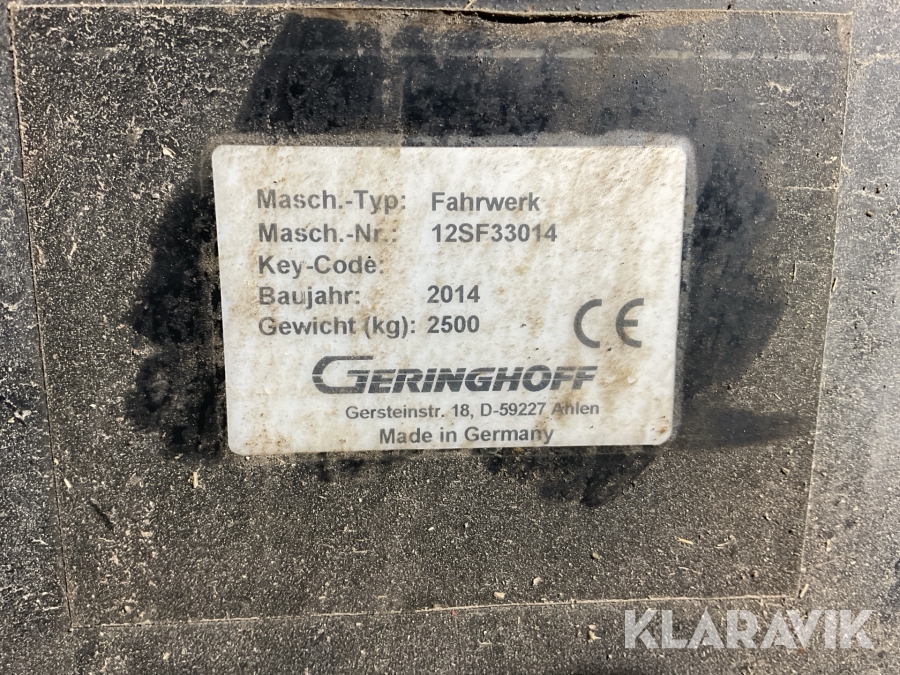 Masch.-Typ: Fahrwerk
Masch.-Nr.: 12SF33014
Key-Code:
Baujahr: 2014
Gewicht (kg): 2500
CE
GERINGHOFF
Gersteinstr. 18, D-59227 Ahlen
Made in Germany
KLARAVIK